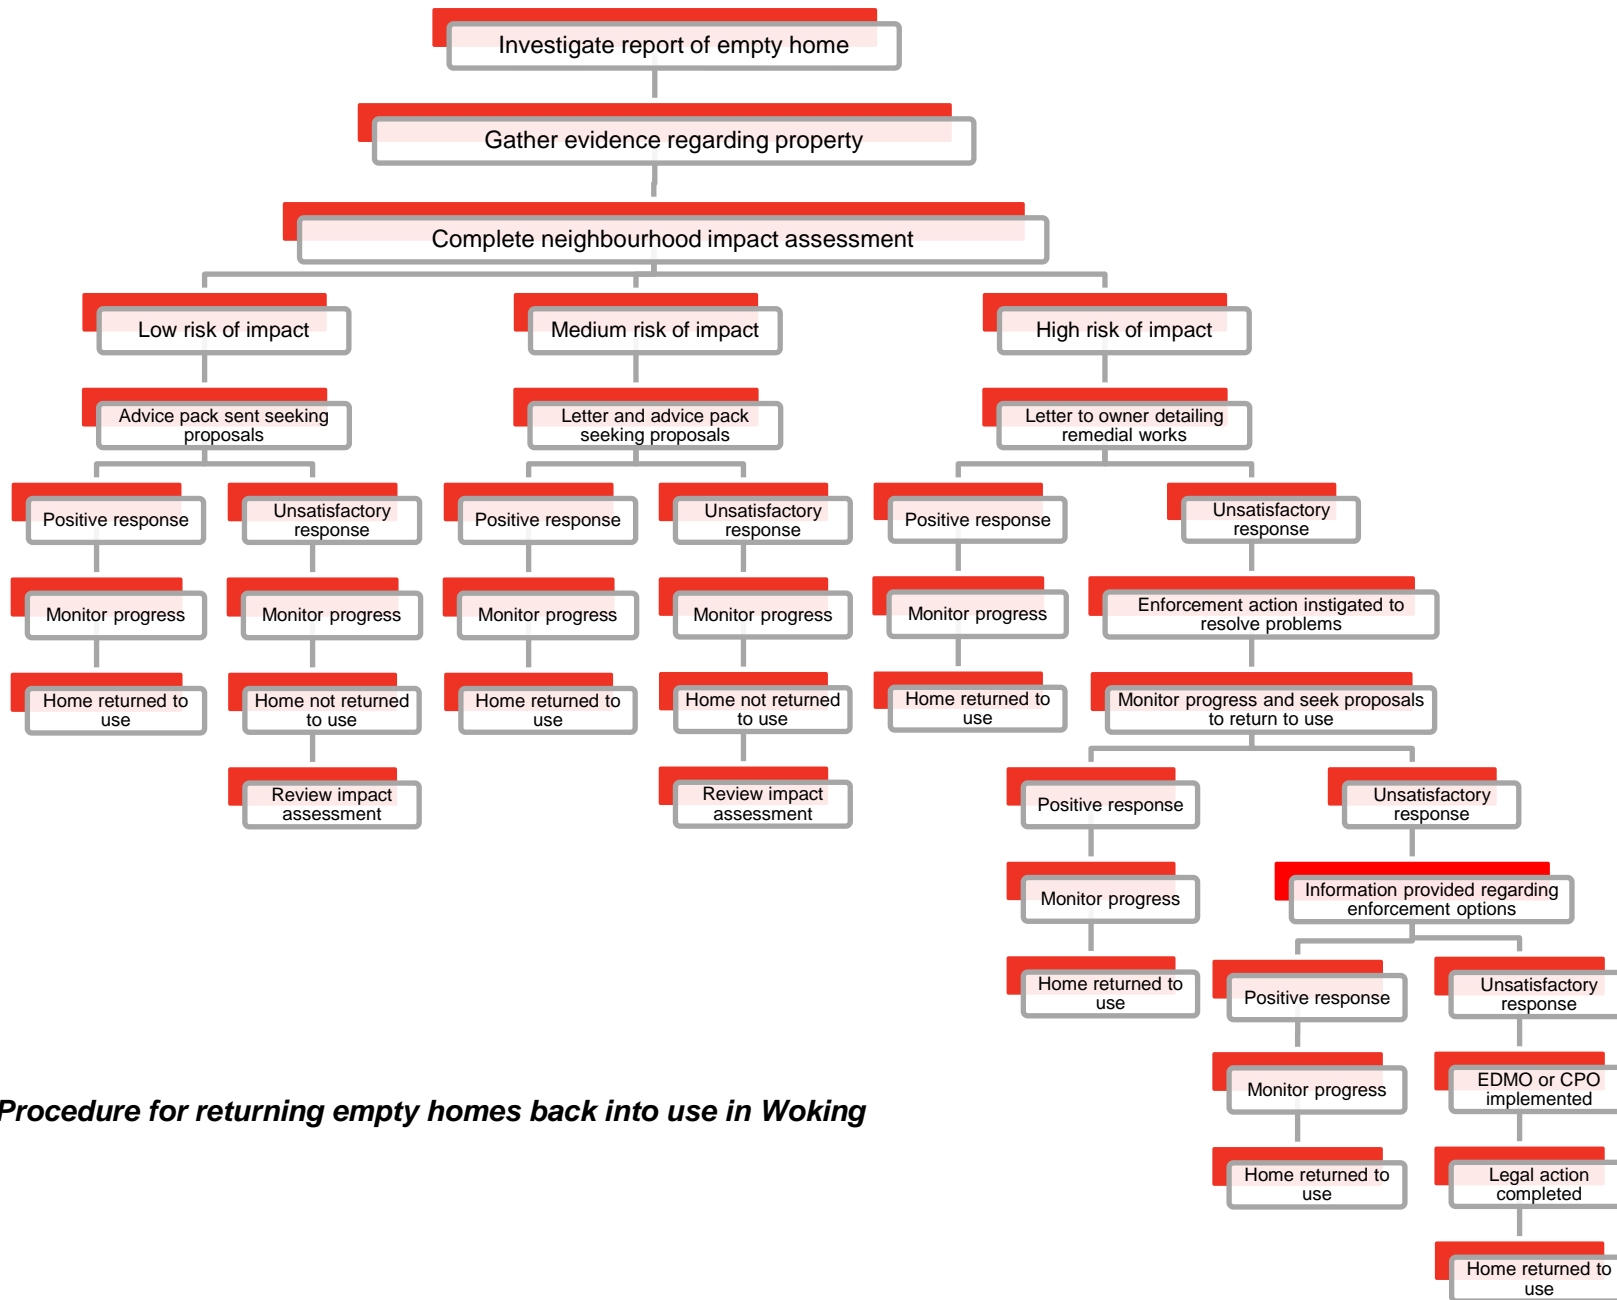 Investigate report of empty home
Gather evidence regarding property
Complete neighbourhood impact assessment
Low risk of impact
Medium risk of impact
High risk of impact
Advice pack sent seeking
proposals
Letter and advice pack
seeking proposals
Letter to owner detailing
remedial works
Positive response
Unsatisfactory
response
Positive response
Unsatisfactory
response
Positive response
Unsatisfactory
response
Monitor progress
Monitor progress
Monitor progress
Monitor progress
Monitor progress
Enforcement action instigated to
resolve problems
Home returned to
use
Home not returned
to use
Home returned to
use
Home not returned
to use
Home returned to
use
Monitor progress and seek proposals
to return to use
Review impact
assessment
Review impact
assessment
Positive response
Unsatisfactory
response
Monitor progress
Information provided regarding
enforcement options
Home returned to
use
Positive response
Unsatisfactory
response
Monitor progress
EDMO or CPO
implemented
Procedure for returning empty homes back into use in Woking
Home returned to
use
Legal action
completed
Home returned to
use